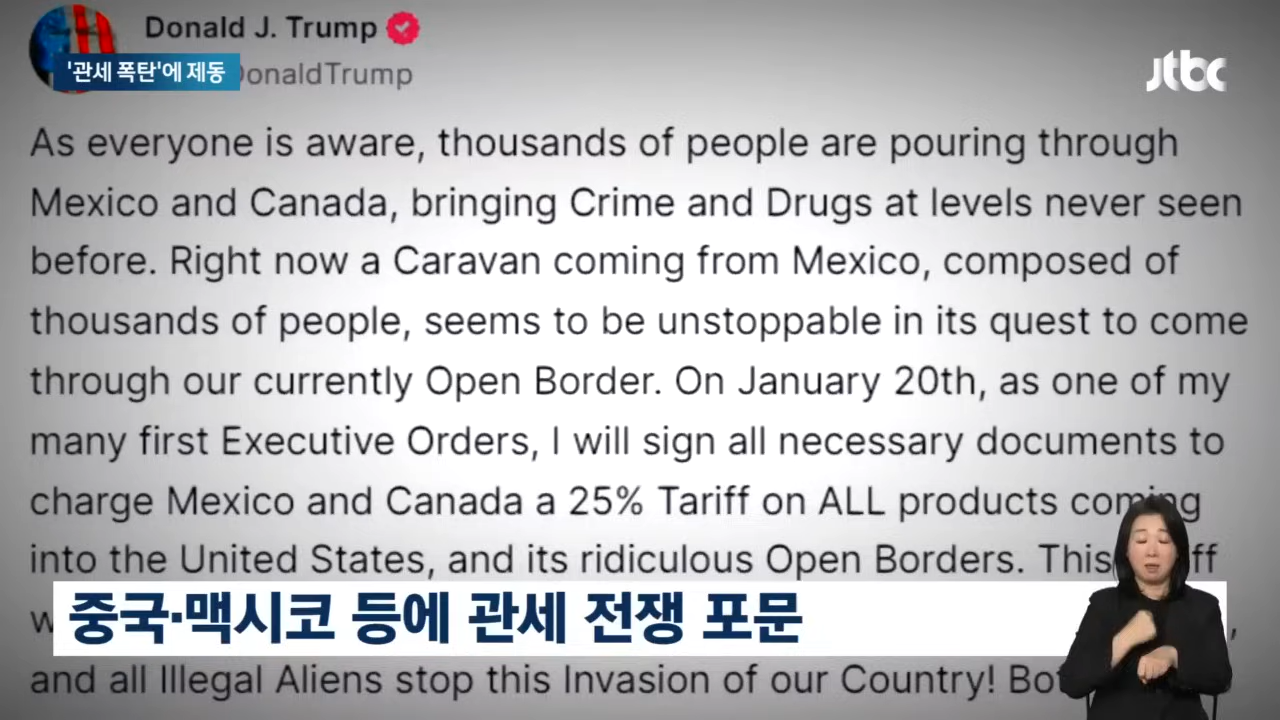 Donald J. Trump
'관세 폭탄'에 제동
DonaldTrump
jtbc
As everyone is aware, thousands of people are pouring through
Mexico and Canada, bringing Crime and Drugs at levels never seen
before. Right now a Caravan coming from Mexico, composed of
thousands of people, seems to be unstoppable in its quest to come
through our currently Open Border. On January 20th, as one of my
many first Executive Orders, I will sign all necessary documents to
charge Mexico and Canada a 25% Tariff on ALL products coming
into the United States, and its ridiculous Open Borders. This
중국·맥시코 등에 관세 전쟁 포문
and all Illegal Aliens stop this Invasion of our Country!